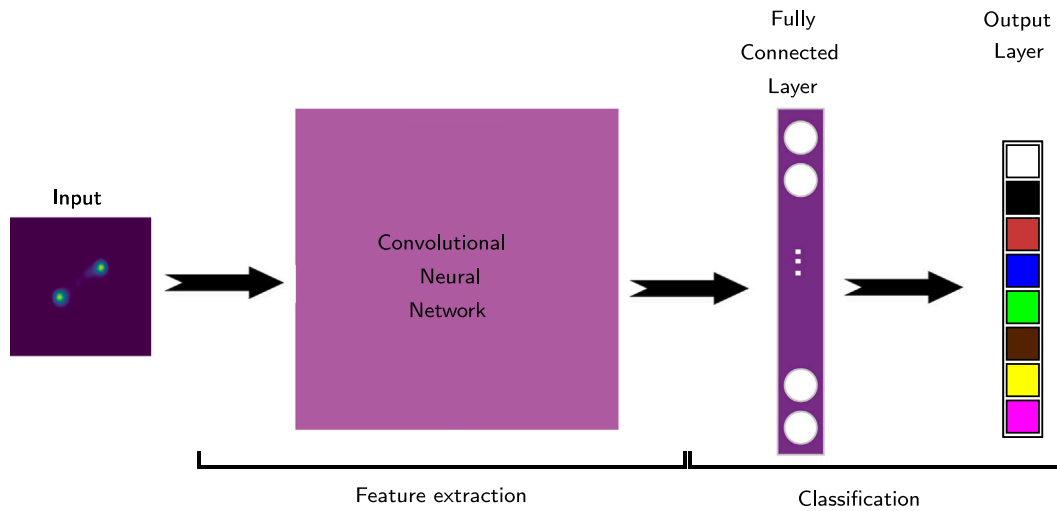 Input
Convolutional
Neural
Network
Fully
Connected
Layer
Output
Layer
Feature extraction
Classification